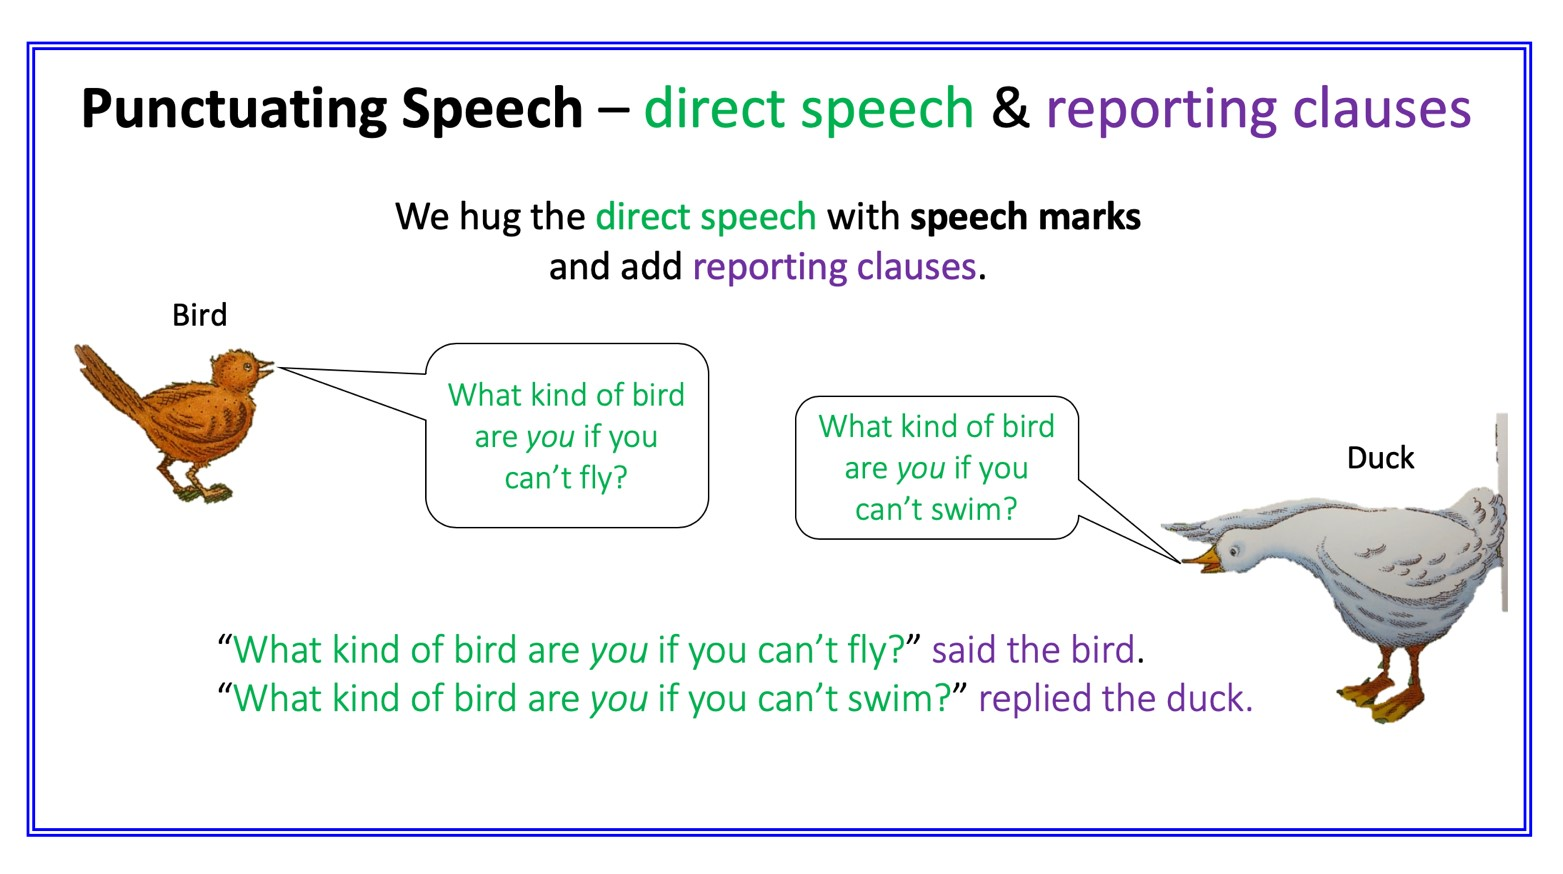 Punctuating Speech – direct speech & reporting clauses
We hug the direct speech with speech marks
and add reporting clauses.
Bird
What kind of bird
are you if you
can’t fly?
What kind of bird
are you if you
can’t swim?
Duck
“What kind of bird are you if you can’t fly?” said the bird.
“What kind of bird are you if you can’t swim?” replied the duck.